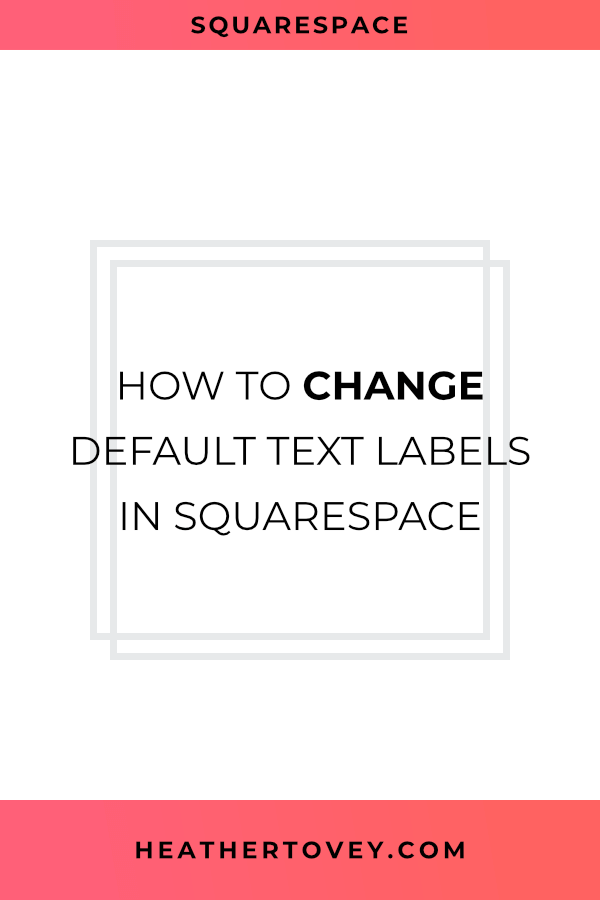 SQUARESPACE
HOW TO CHANGE
DEFAULT TEXT LABELS
IN SQUARESPACE
HEATHERTOVEY.COM